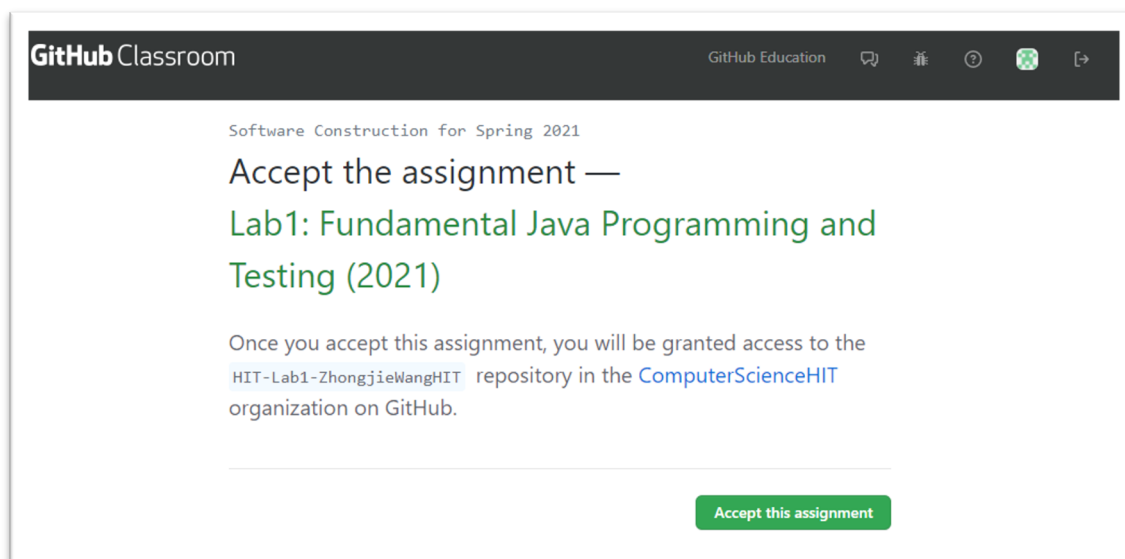 GitHub Classroom
GitHub Education
Software Construction for Spring 2021
Accept the assignment —
Lab1: Fundamental Java Programming and
Testing (2021)
Once you accept this assignment, you will be granted access to the
HIT-Lab1-ZhongjieWangHIT repository in the ComputerScienceHIT
organization on GitHub.
Accept this assignment